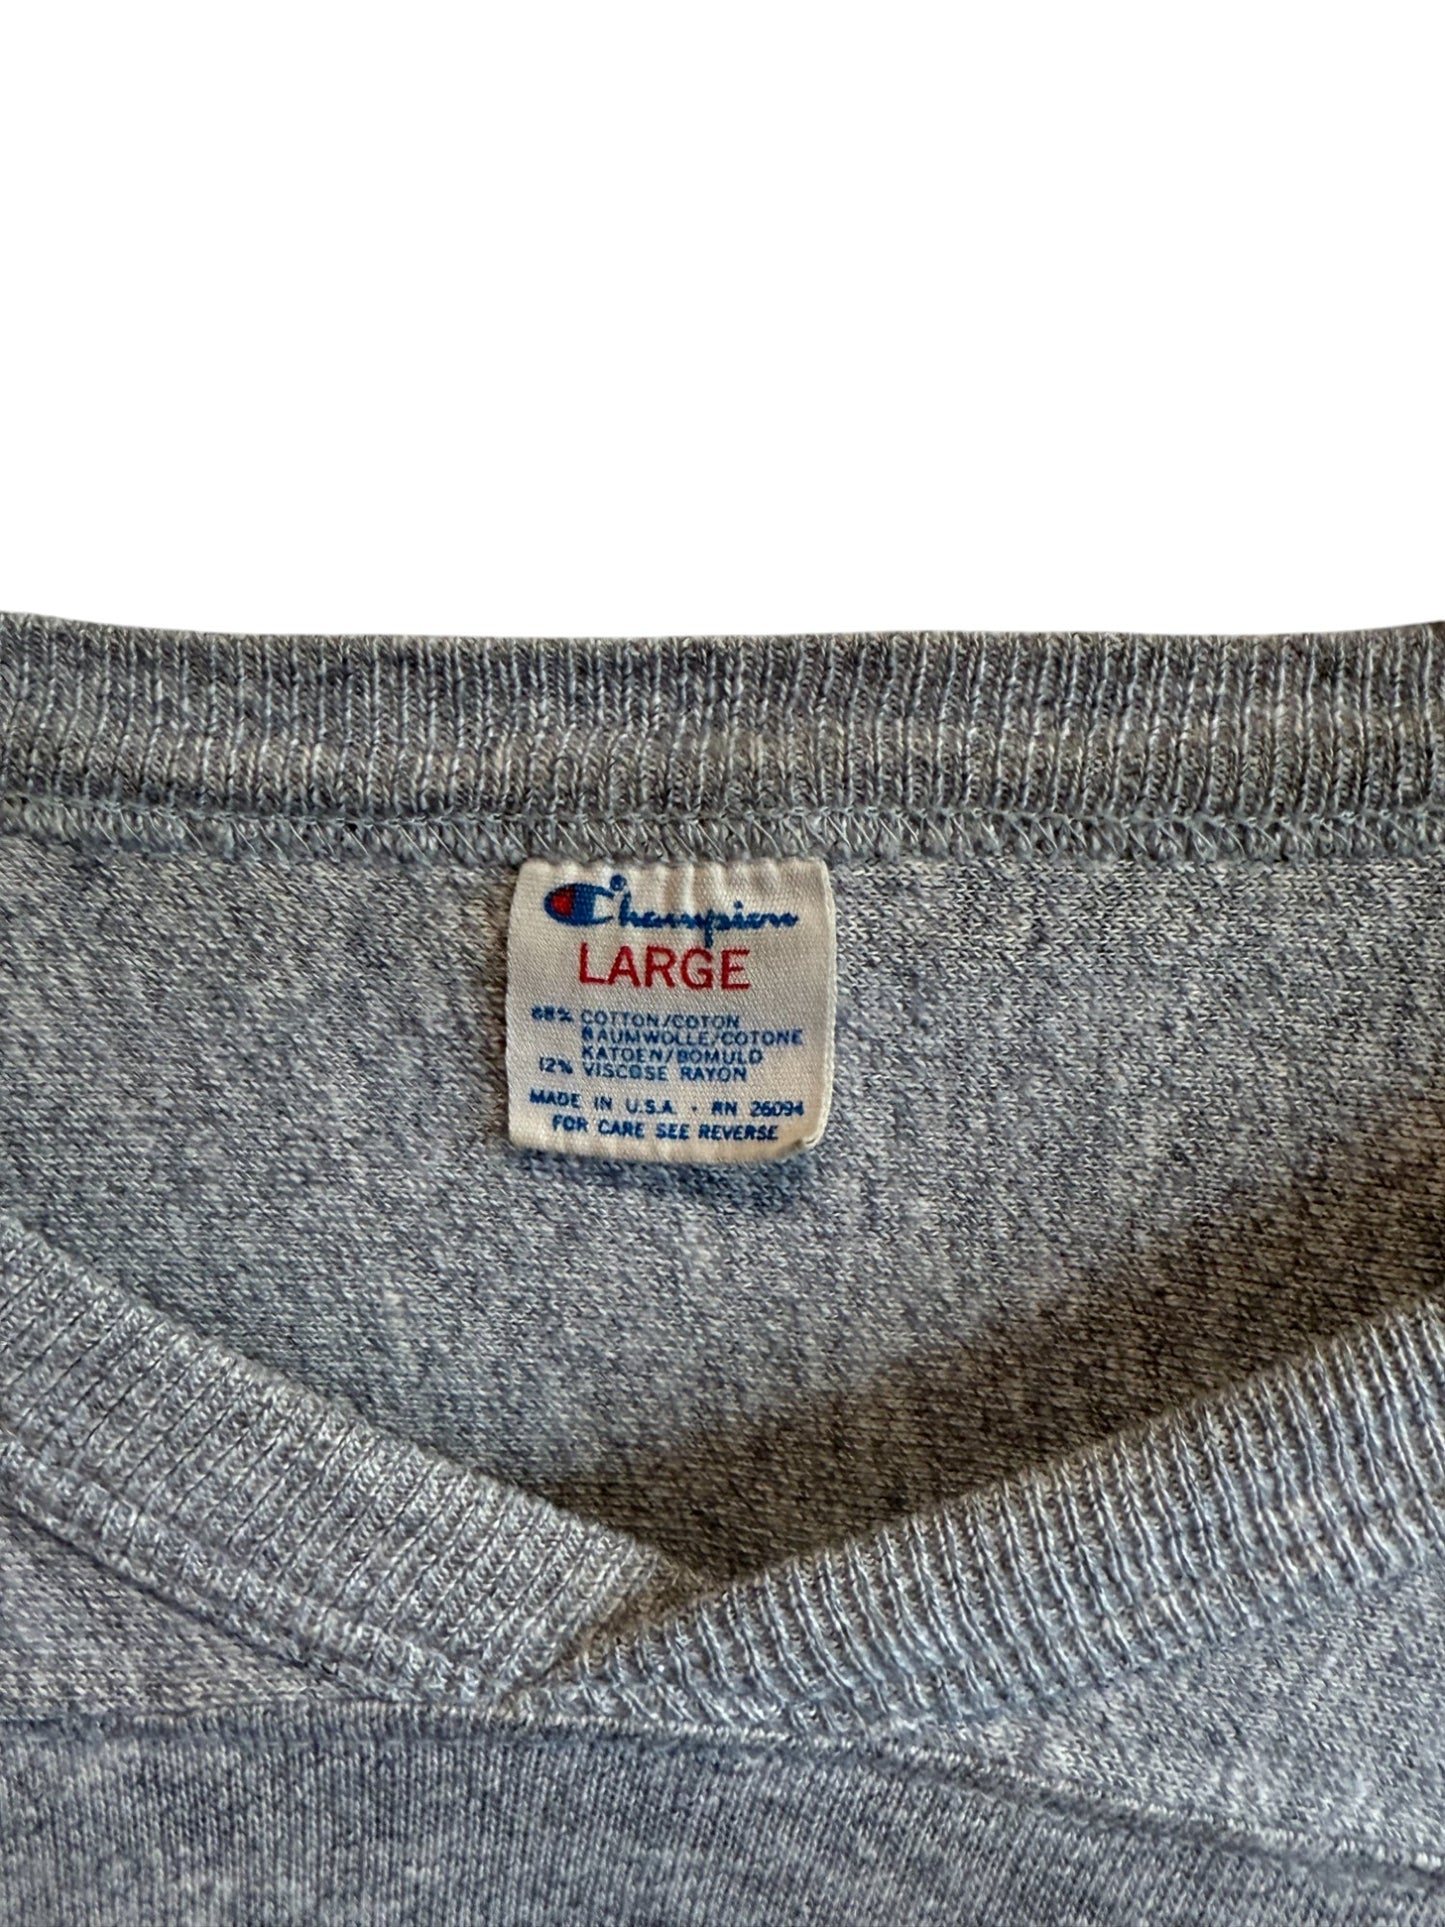 Champion®
LARGE
88% COTTON/COTON
BAUMWOLLE/COTONE
KATOEN/BOMULD
12% VISCOSE RAYON
MADE IN U.S.A. • RN 26094
FOR CARE SEE REVERSE